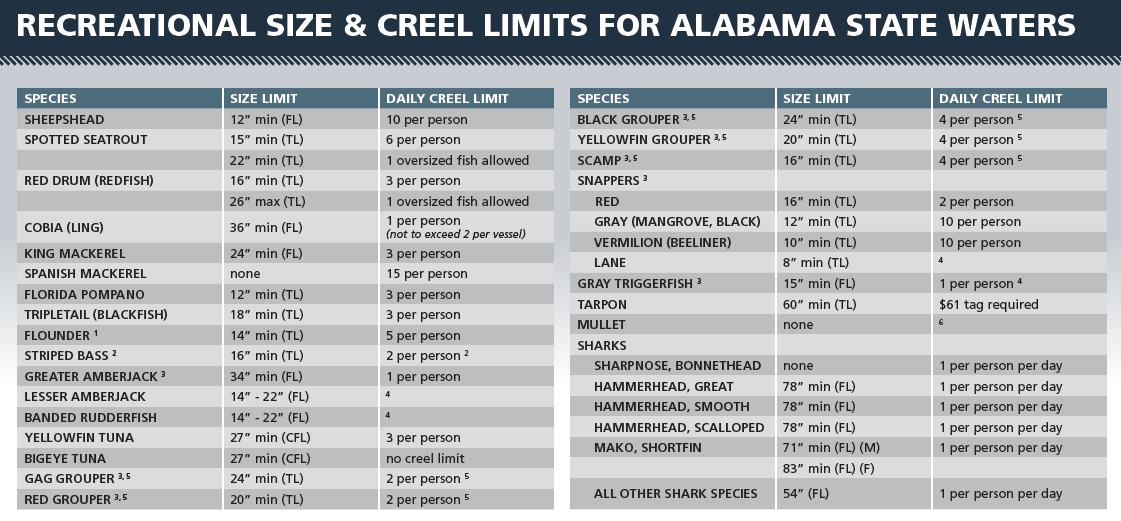 RECREATIONAL SIZE & CREEL LIMITS FOR ALABAMA STATE WATERS
SPECIES SIZE LIMIT DAILY CREEL LIMIT
SHEEPSHEAD 12” min (FL) 10 per person
SPOTTED SEATROUT 15” min (TL) 6 per person
22” min (TL) 1 oversized fish allowed
RED DRUM (REDFISH) 16” min (TL) 3 per person
26” max (TL) 1 oversized fish allowed
COBIA (LING) 36” min (FL) 1 per person
(not to exceed 2 per vessel)
KING MACKEREL 24” min (FL) 3 per person
SPANISH MACKEREL none 15 per person
FLORIDA POMPANO 12” min (TL) 3 per person
TRIPLETAIL (BLACKFISH) 18” min (TL) 3 per person
FLOUNDER ¹ 14” min (TL) 5 per person
STRIPED BASS ² 16” min (TL) 2 per person ²
GREATER AMBERJACK ³ 34” min (FL) 1 per person
LESSER AMBERJACK 14” - 22” (FL) ⁴
BANDED RUDDERFISH 14” - 22” (FL) ⁴
YELLOWFIN TUNA 27” min (CFL) 3 per person
BIGEYE TUNA 27” min (CFL) no creel limit
GAG GROUPER ³,⁵ 24” min (TL) 2 per person ⁵
RED GROUPER ³,⁵ 20” min (TL) 2 per person ⁵
SPECIES SIZE LIMIT DAILY CREEL LIMIT
BLACK GROUPER ³,⁵ 24” min (TL) 4 per person ⁵
YELLOWFIN GROUPER ³,⁵ 20” min (TL) 4 per person ⁵
SCAMP ³,⁵ 16” min (TL) 4 per person ⁵
SNAPPERS ³
RED 16” min (TL) 2 per person
GRAY (MANGROVE, BLACK) 12” min (TL) 10 per person
VERMILION (BEELINER) 10” min (TL) 10 per person
LANE 8” min (TL) ⁴
GRAY TRIGGERFISH ³ 15” min (FL) 1 per person ⁴
TARPON 60” min (TL) $61 tag required
MULLET none ⁶
SHARKS
SHARPNOSE, BONNETHEAD none 1 per person per day
HAMMERHEAD, GREAT 78” min (FL) 1 per person per day
HAMMERHEAD, SMOOTH 78” min (FL) 1 per person per day
HAMMERHEAD, SCALLOPED 78” min (FL) 1 per person per day
MAKO, SHORTFIN 71” min (FL) (M) 1 per person per day
83” min (FL) (F)
ALL OTHER SHARK SPECIES 54” (FL) 1 per person per day